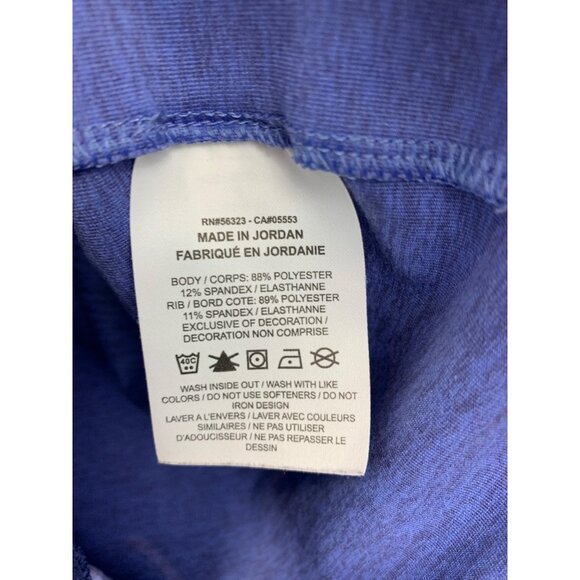 RN#56323 - CA#05553
MADE IN JORDAN
FABRIQUÉ EN JORDANIE
BODY / CORPS: 88% POLYESTER
12% SPANDEX / ELASTHANNE
RIB / BORD COTE: 89% POLYESTER
11% SPANDEX / ELASTHANNE
EXCLUSIVE OF DECORATION /
DECORATION NON COMPRISE
40C
WASH INSIDE OUT / WASH WITH LIKE
COLORS / DO NOT USE SOFTENERS / DO NOT
IRON DESIGN
LAVER A L'ENVERS / LAVER AVEC COULEURS
SIMILAIRES / NE PAS UTILISER
D'ADOUCISSEUR / NE PAS REPASSER LE
DESSIN